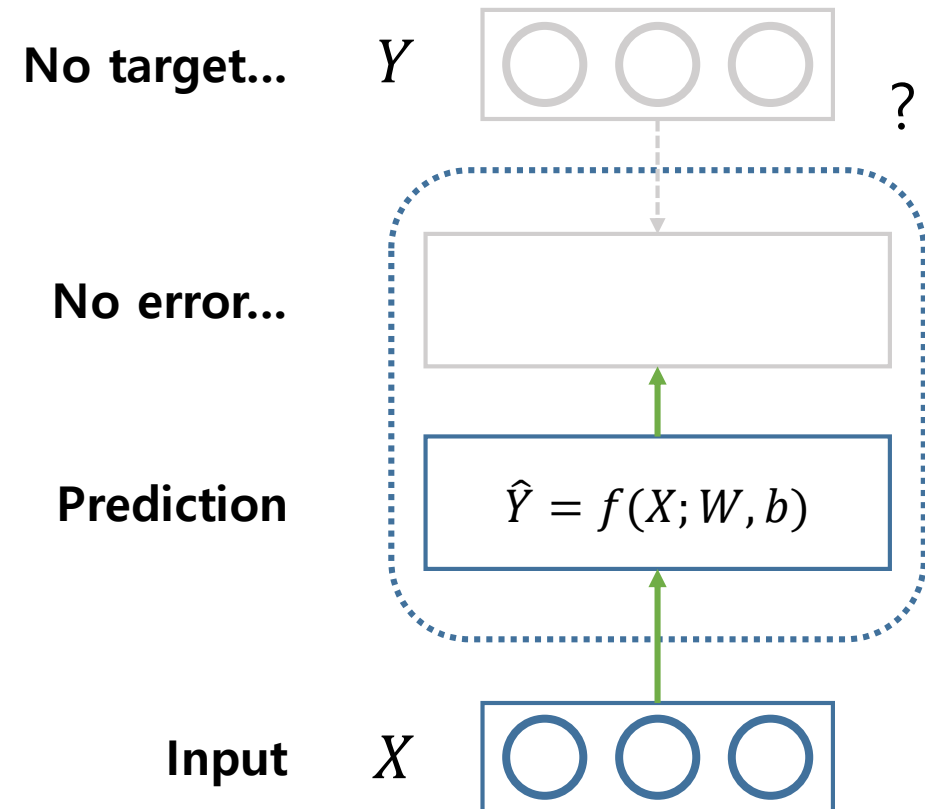 No target... Y
?
No error...
Prediction Ŷ = f(X; W, b)
Input X